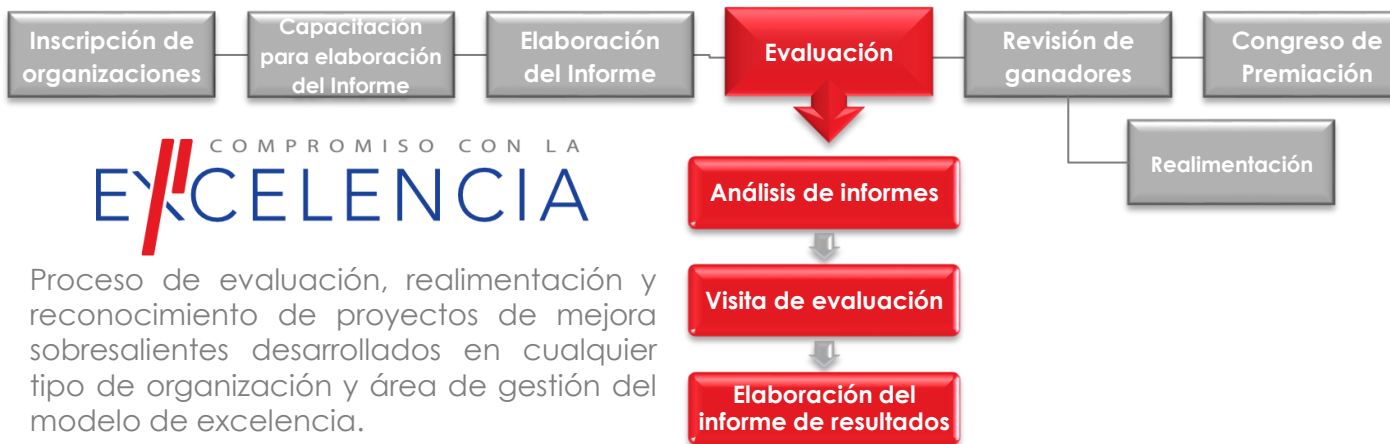 Inscripción de
organizaciones
Capacitación
para elaboración
del Informe
Elaboración
del Informe
Evaluación
Revisión de
ganadores
Congreso de
Premiación
Realimentación
COMPROMISO CON LA
EXCELENCIA
Proceso de evaluación, realimentación y
reconocimiento de proyectos de mejora
sobresalientes desarrollados en cualquier
tipo de organización y área de gestión del
modelo de excelencia.
Análisis de informes
Visita de evaluación
Elaboración del
informe de resultados